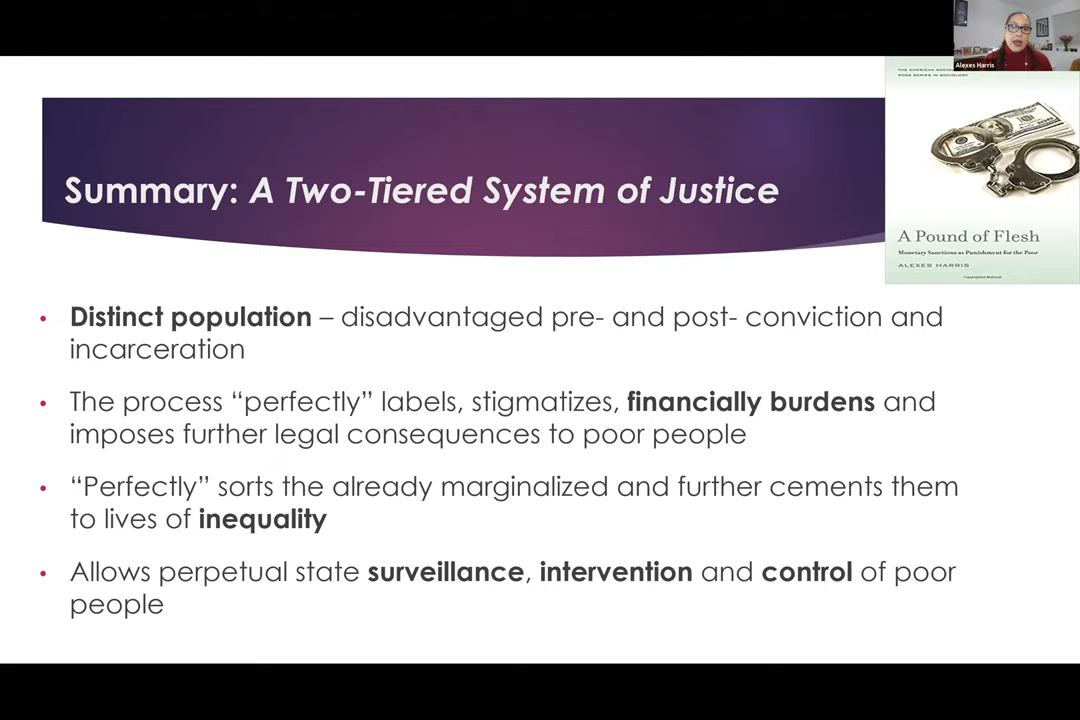 Alexes Harris
ROSE SERIES IN SOCIOLOGY
Summary: A Two-Tiered System of Justice
A Pound of Flesh
Monetary Sanctions as Punishment for the Poor
ALEXES HARRIS
Copyrighted Material
• Distinct population – disadvantaged pre- and post- conviction and
incarceration
• The process “perfectly” labels, stigmatizes, financially burdens and
imposes further legal consequences to poor people
• “Perfectly” sorts the already marginalized and further cements them
to lives of inequality
• Allows perpetual state surveillance, intervention and control of poor
people